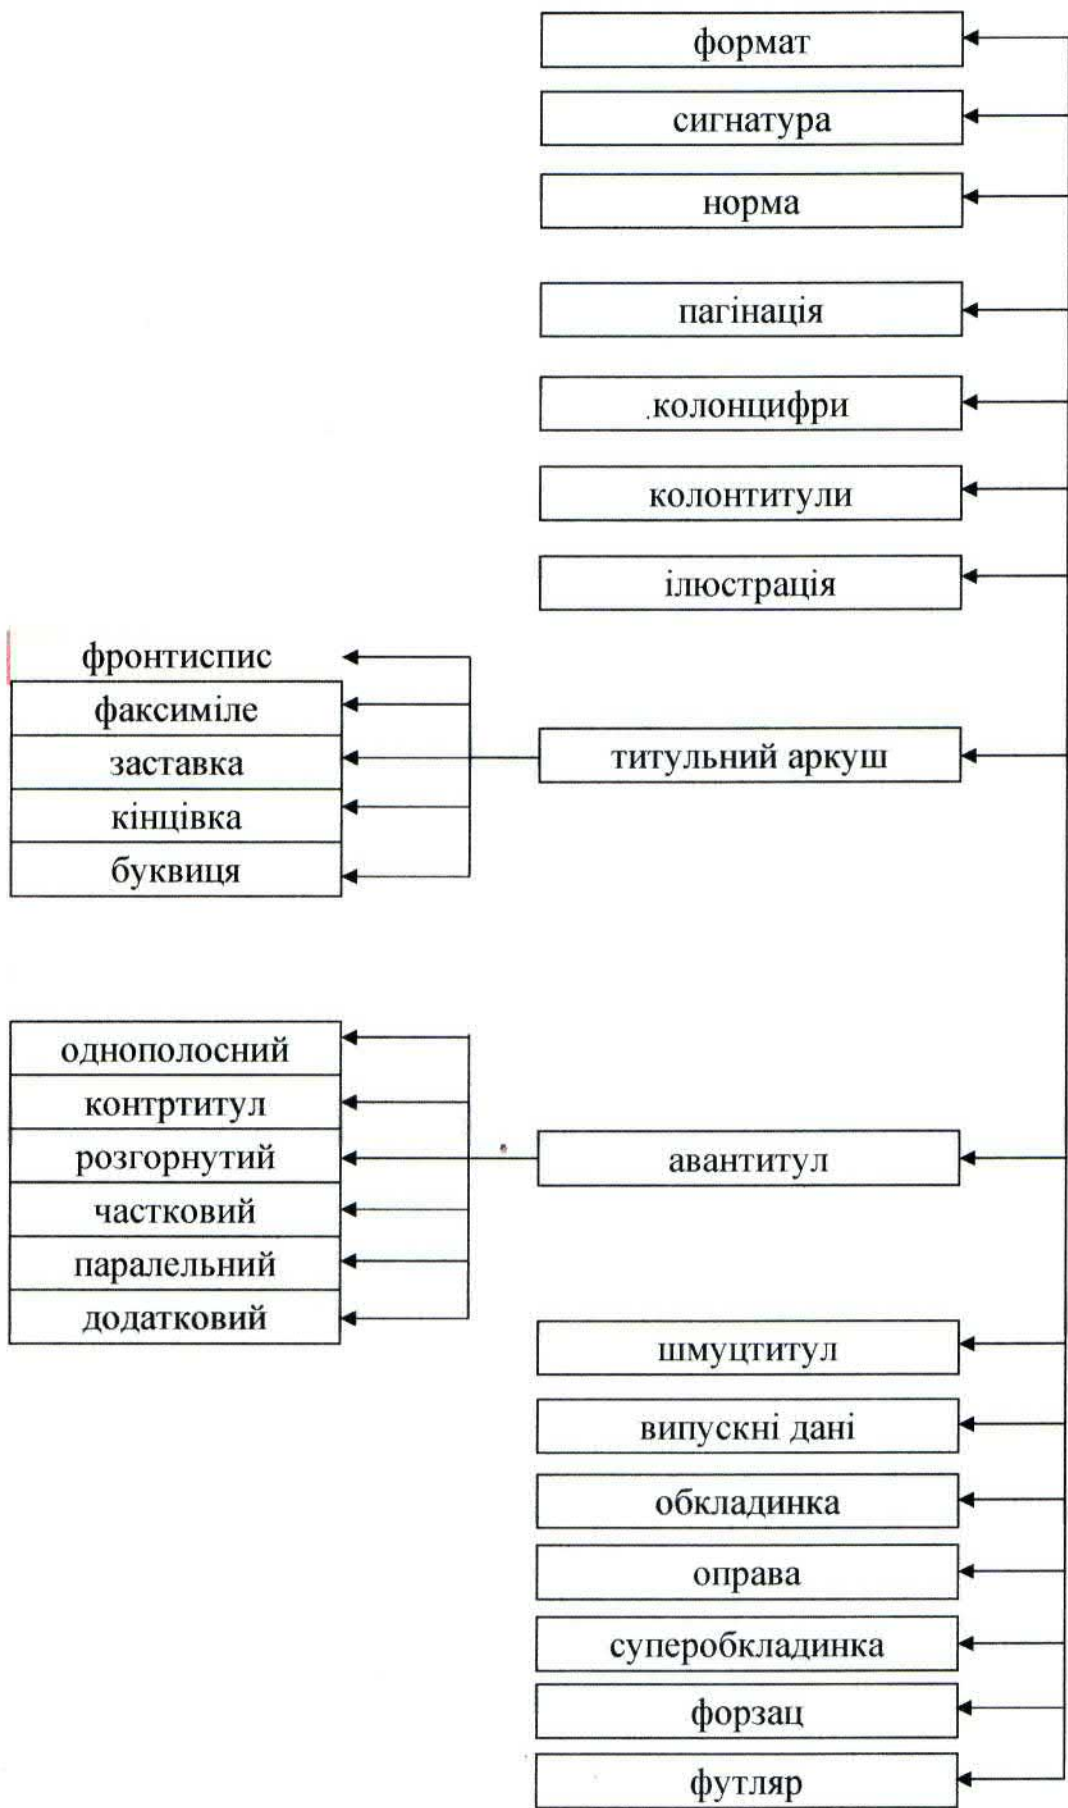 формат
сигнатура
норма
пагінація
колонцифри
колонтитули
ілюстрація
фронтиспис
факсиміле
заставка
кінцівка
буквиця
титульний аркуш
однополосний
контртитул
розгорнутий
частковий
паралельний
додатковий
авантитул
шмуцтитул
випускні дані
обкладинка
оправа
суперобкладинка
форзац
футляр